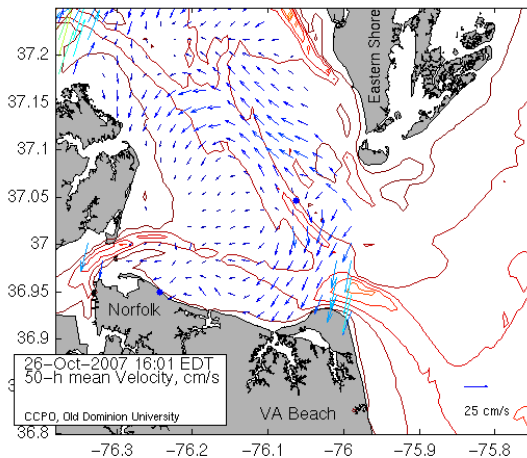 37.2
37.15
37.1
37.05
37
36.95
36.9
36.8
Eastern Shore
Norfolk
VA Beach
26-Oct-2007 16:01 EDT
50-h mean Velocity, cm/s
CCPO, Old Dominion University
25 cm/s
-76.3
-76.2
-76.1
-76
-75.9
-75.8